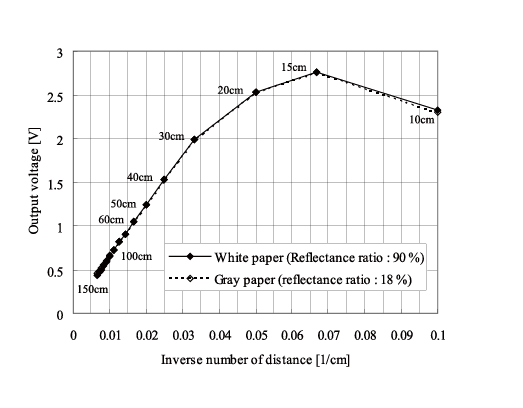 3
2.5
2
1.5
1
0.5
0
Output voltage [V]
15cm
20cm
10cm
30cm
40cm
50cm
60cm
100cm
150cm
White paper (Reflectance ratio : 90 %)
Gray paper (reflectance ratio : 18 %)
0 0.01 0.02 0.03 0.04 0.05 0.06 0.07 0.08 0.09 0.1
Inverse number of distance [1/cm]